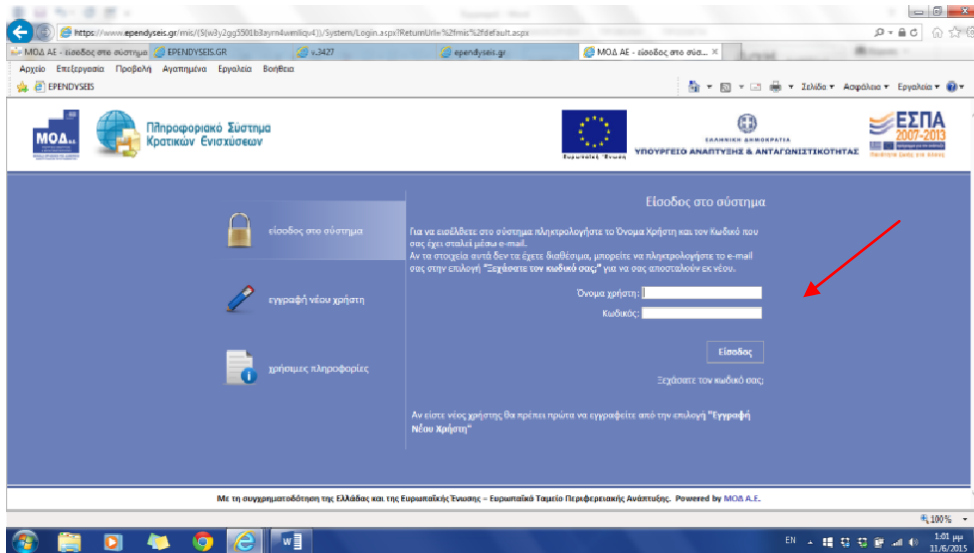 https://www.ependyseis.gr/mis/
ΜΟΔ ΑΕ - είσοδος στο σύστημα
EPENDYSEIS.GR
v.3427
ependyseis.gr
ΜΟΔ ΑΕ - είσοδος στο σύσ...
Αρχείο Επεξεργασία Προβολή Αγαπημένα Εργαλεία Βοήθεια
EPENDYSEIS
Σελίδα Ασφάλεια Εργαλεία
ΜΟΔ Α.Ε.
Πληροφοριακό Σύστημα
Κρατικών Ενισχύσεων
Ευρωπαϊκή Ένωση
ΕΛΛΗΝΙΚΗ ΔΗΜΟΚΡΑΤΙΑ
ΥΠΟΥΡΓΕΙΟ ΑΝΑΠΤΥΞΗΣ & ΑΝΤΑΓΩΝΙΣΤΙΚΟΤΗΤΑΣ
ΕΣΠΑ
2007-2013
Είσοδος στο σύστημα
είσοδος στο σύστημα
Για να εισέλθετε στο σύστημα πληκτρολογήστε το Όνομα Χρήστη και τον Κωδικό που
σας έχει σταλεί μέσω e-mail.
Αν τα στοιχεία αυτά δεν τα έχετε διαθέσιμα, μπορείτε να πληκτρολογήστε το e-mail
σας στην επιλογή "Ξεχάσατε τον κωδικό σας;" για να σας αποσταλούν εκ νέου.
εγγραφή νέου χρήστη
Όνομα χρήστη:
Κωδικός:
Είσοδος
χρήσιμες πληροφορίες
Ξεχάσατε τον κωδικό σας;
Αν είστε νέος χρήστης θα πρέπει πρώτα να εγγραφείτε από την επιλογή "Εγγραφή
Νέου Χρήστη"
Με τη συγχρηματοδότηση της Ελλάδας και της Ευρωπαϊκής Ένωσης – Ευρωπαϊκό Ταμείο Περιφερειακής Ανάπτυξης. Powered by ΜΟΔ Α.Ε.
100%
EN
1:01 μμ
11/6/2015